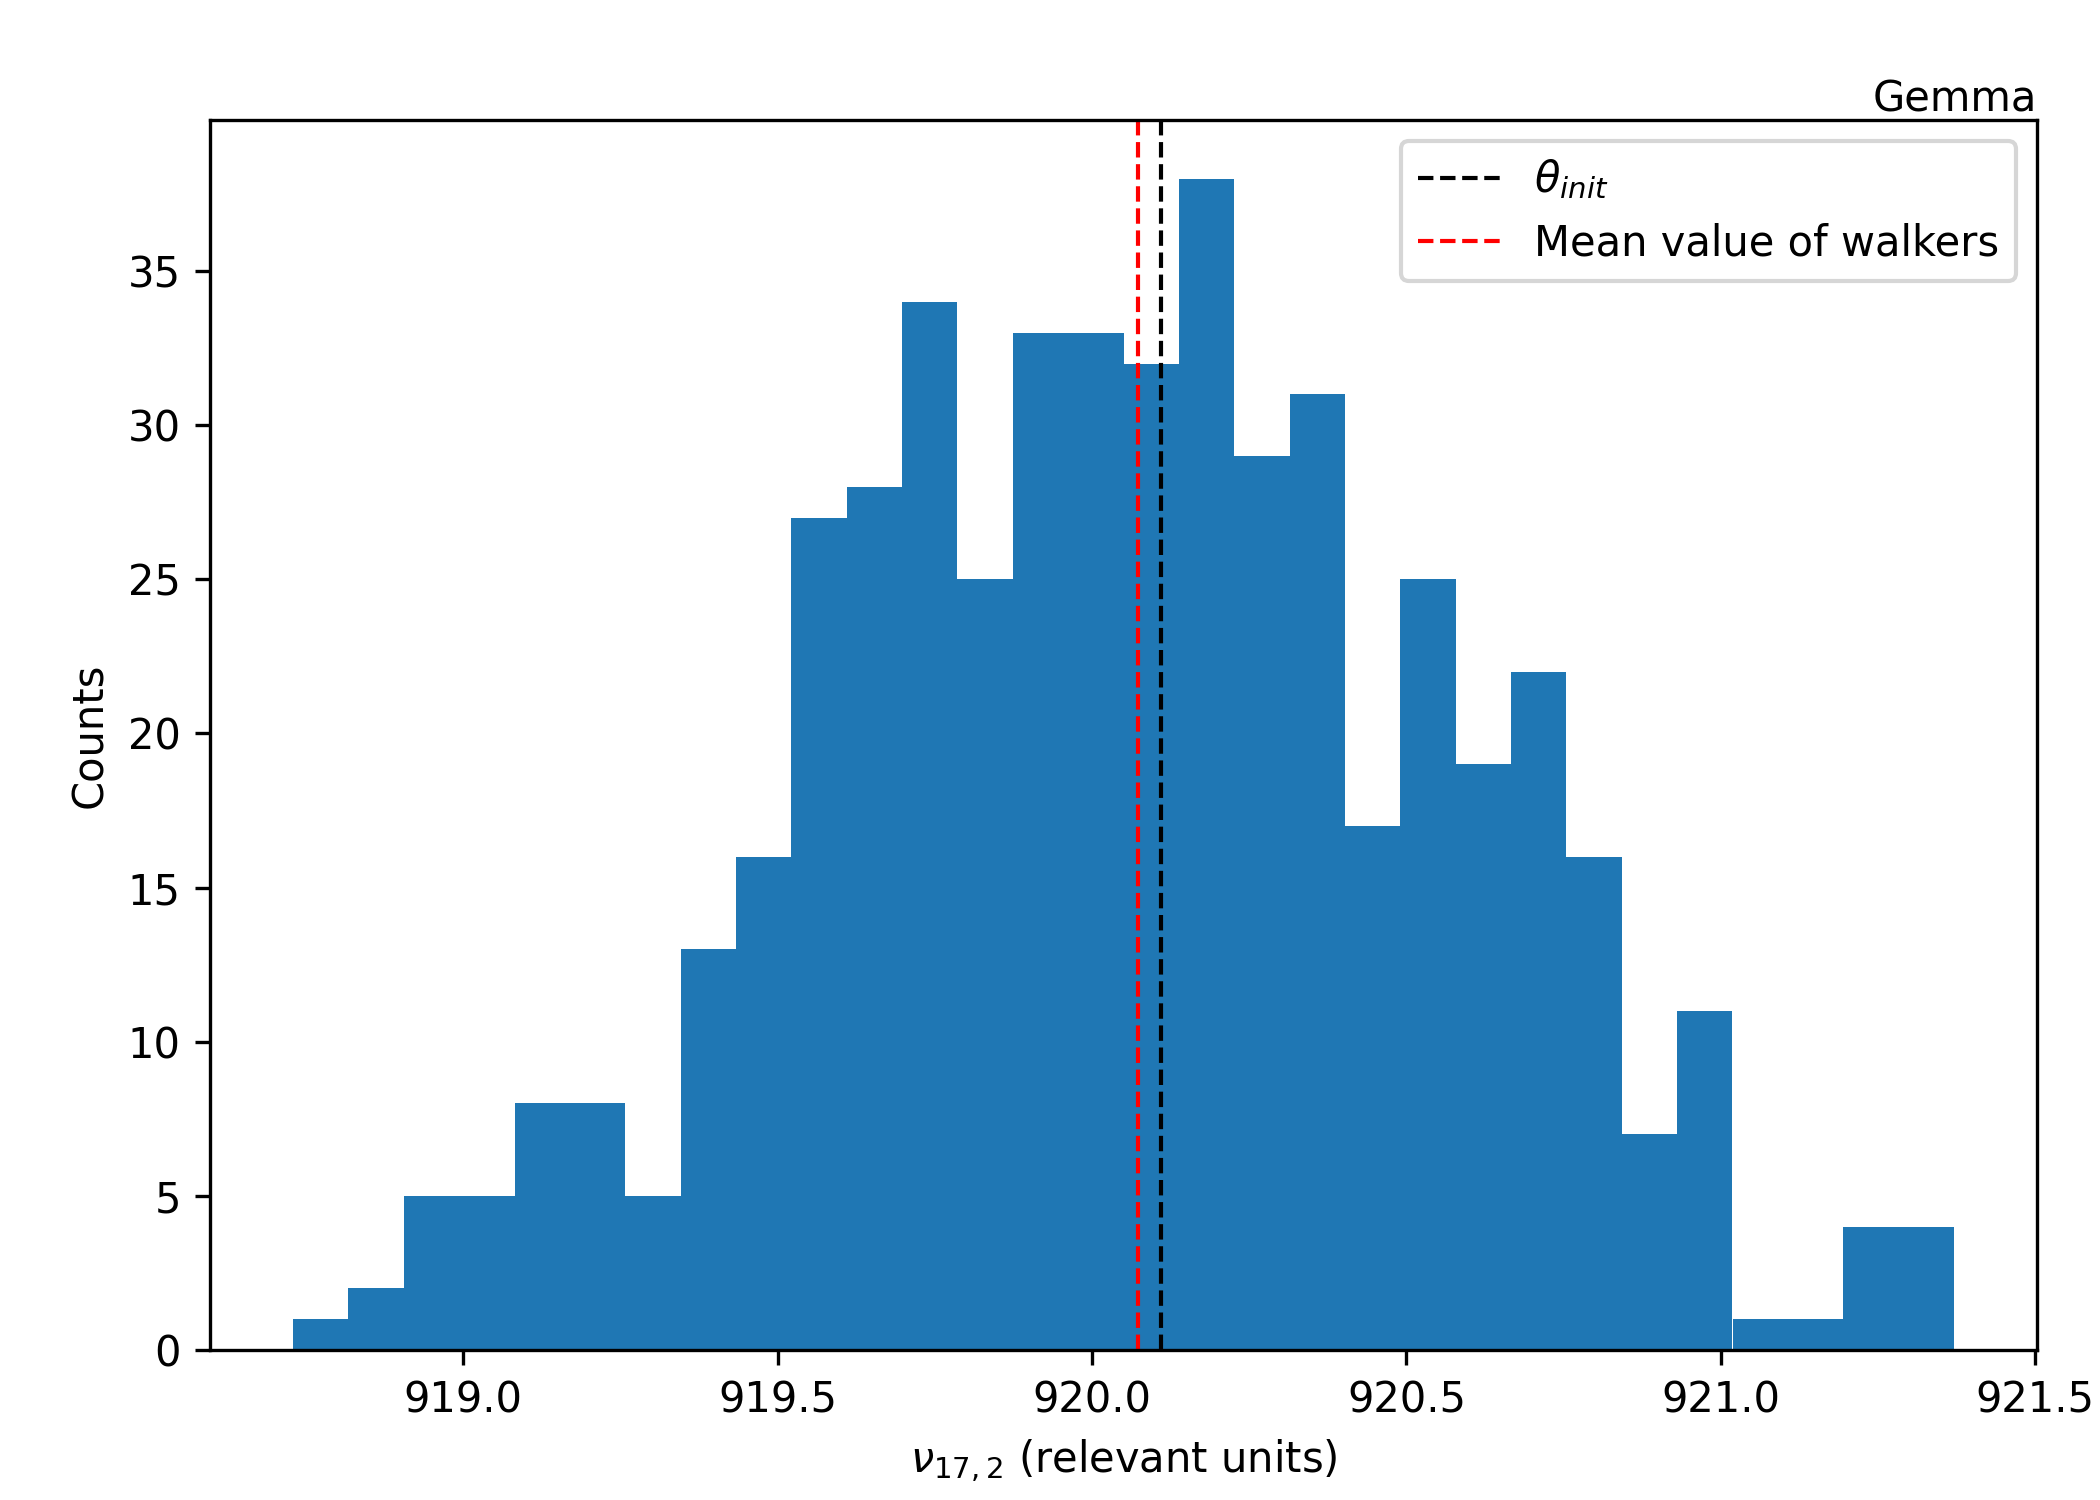 Gemma
θinit
Mean value of walkers
35
30
25
20
15
10
5
0
Counts
919.0 919.5 920.0 920.5 921.0 921.5
ν17, 2 (relevant units)